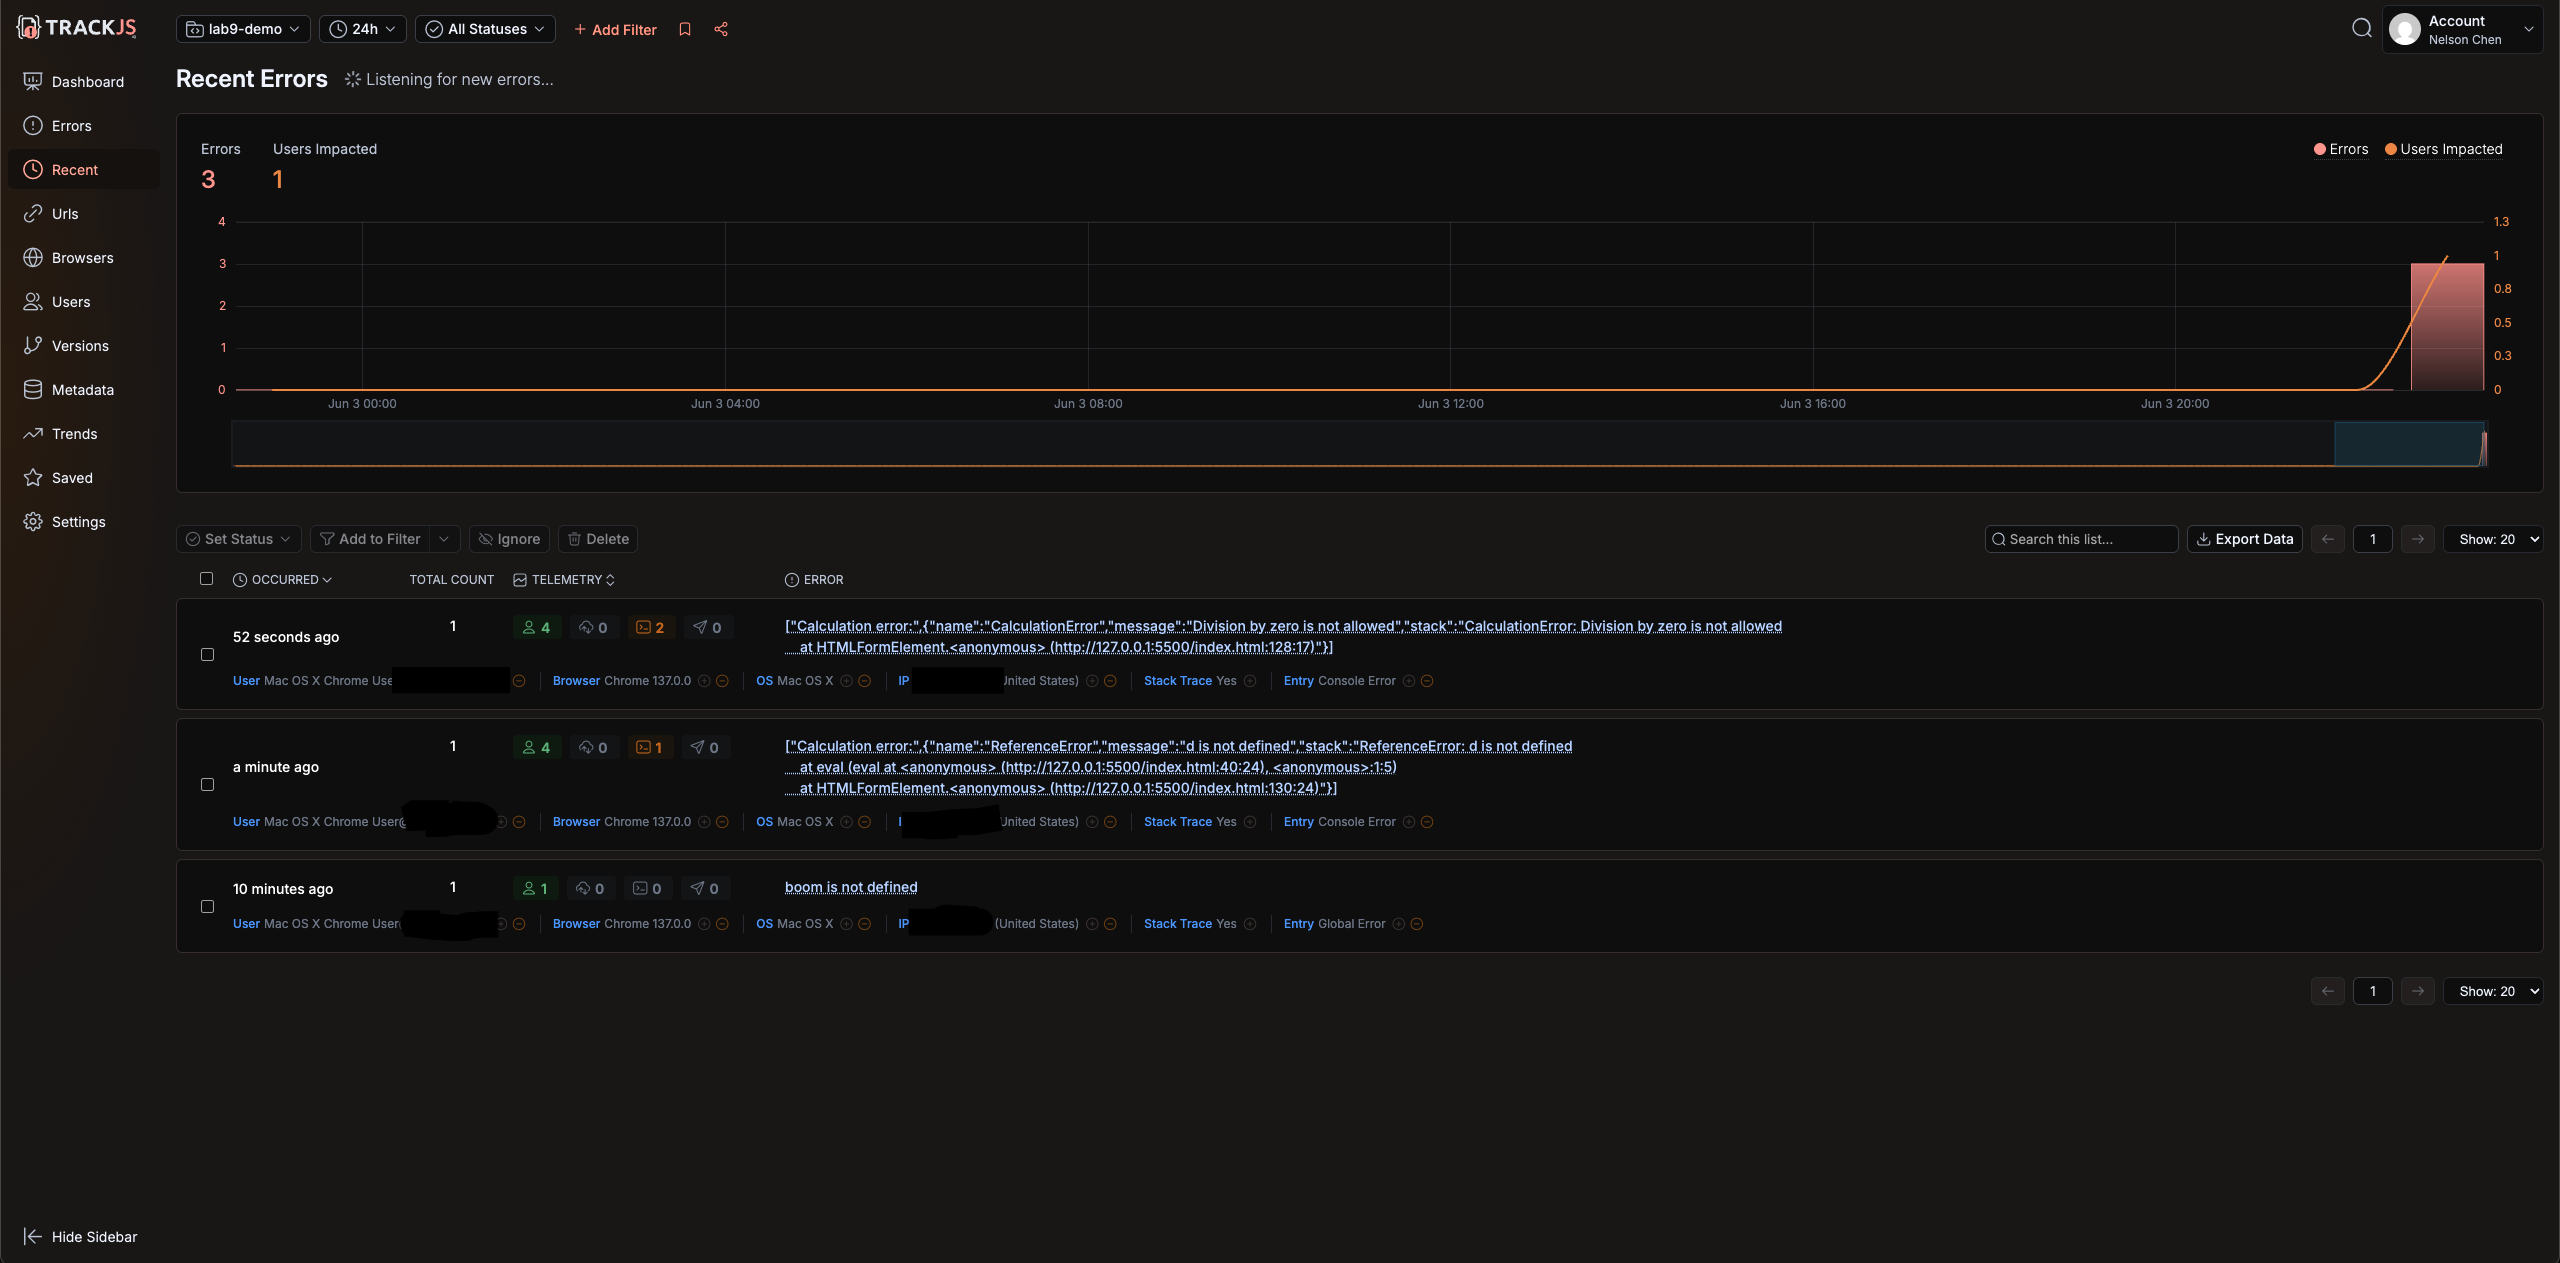 TRACKJS
lab9-demo
24h
All Statuses
+ Add Filter
Account
Nelson Chen
Dashboard
Errors
Recent
Urls
Browsers
Users
Versions
Metadata
Trends
Saved
Settings
Hide Sidebar
Recent Errors
Listening for new errors...
Errors
3
Users Impacted
1
Errors
Users Impacted
4
3
2
1
0
1.3
1
0.8
0.5
0.3
0
Jun 3 00:00
Jun 3 04:00
Jun 3 08:00
Jun 3 12:00
Jun 3 16:00
Jun 3 20:00
Set Status
Add to Filter
Ignore
Delete
Search this list...
Export Data
1
Show: 20
OCCURRED
TOTAL COUNT
TELEMETRY
ERROR
52 seconds ago
1
4
0
2
0
["Calculation error:",{"name":"CalculationError","message":"Division by zero is not allowed","stack":"CalculationError: Division by zero is not allowed
at HTMLFormElement.<anonymous> (http://127.0.0.1:5500/index.html:128:17)"}]
User Mac OS X Chrome Use
Browser Chrome 137.0.0
OS Mac OS X
IP
United States)
Stack Trace Yes
Entry Console Error
a minute ago
1
4
0
1
0
["Calculation error:",{"name":"ReferenceError","message":"d is not defined","stack":"ReferenceError: d is not defined
at eval (eval at <anonymous> (http://127.0.0.1:5500/index.html:40:24), <anonymous>:1:5)
at HTMLFormElement.<anonymous> (http://127.0.0.1:5500/index.html:130:24)"}]
User Mac OS X Chrome User@
Browser Chrome 137.0.0
OS Mac OS X
United States)
Stack Trace Yes
Entry Console Error
10 minutes ago
1
1
0
0
0
boom is not defined
User Mac OS X Chrome User
Browser Chrome 137.0.0
OS Mac OS X
IP
(United States)
Stack Trace Yes
Entry Global Error
1
Show: 20